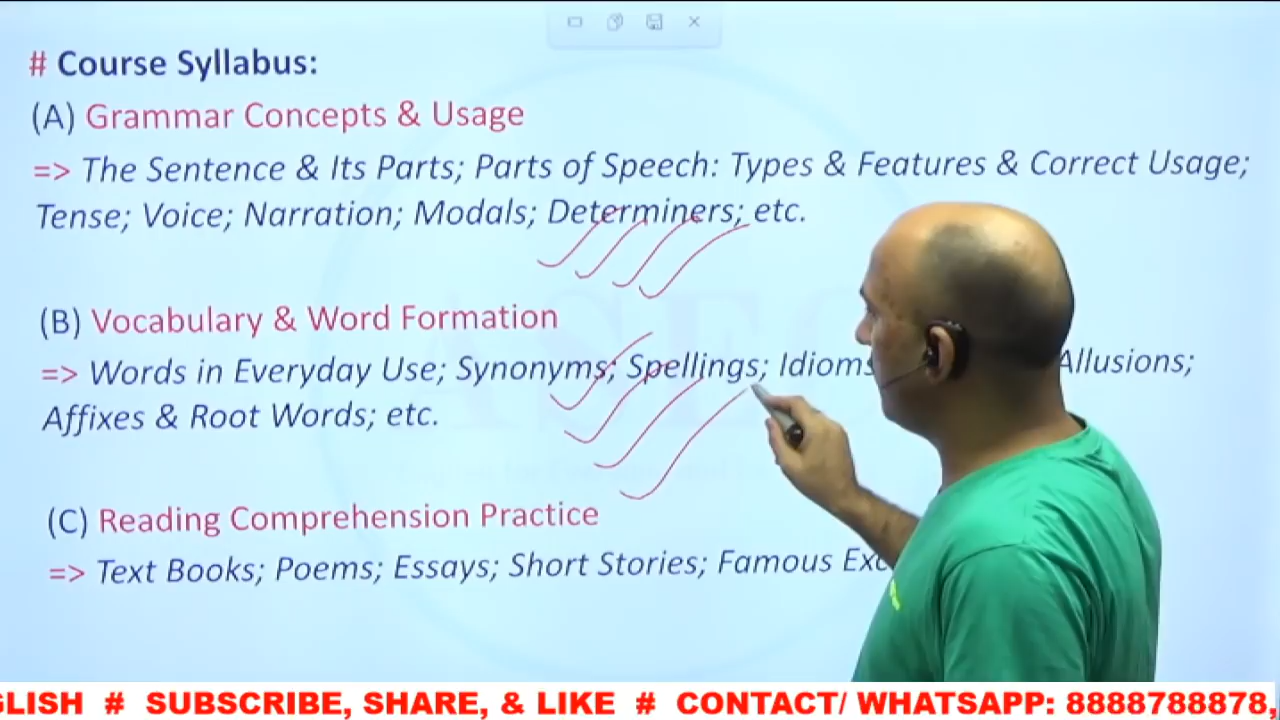 # Course Syllabus:
(A) Grammar Concepts & Usage
=> The Sentence & Its Parts; Parts of Speech: Types & Features & Correct Usage;
Tense; Voice; Narration; Modals; Determiners; etc.
(B) Vocabulary & Word Formation
=> Words in Everyday Use; Synonyms; Spellings; Idioms Allusions;
Affixes & Root Words; etc.
(C) Reading Comprehension Practice
=> Text Books; Poems; Essays; Short Stories; Famous
# SUBSCRIBE, SHARE, & LIKE # CONTACT/ WHATSAPP: 8888788878,